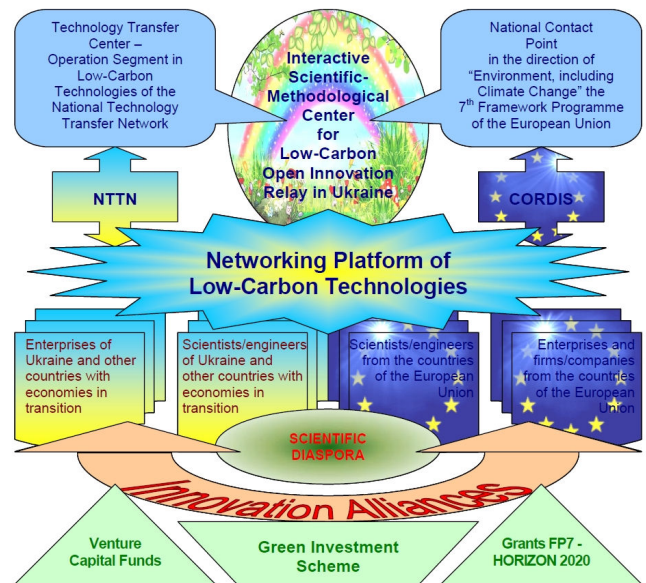 Technology Transfer
Center –
Operation Segment in
Low-Carbon
Technologies of the
National Technology
Transfer Network
Interactive
Scientific-
Methodological
Center
for
Low-Carbon
Open Innovation
Relay in Ukraine
National Contact
Point
in the direction of
“Environment, including
Climate Change” the
7th Framework Programme
of the European Union
NTTN
CORDIS
Networking Platform of
Low-Carbon Technologies
Enterprises of
Ukraine and other
countries with
economies in
transition
Scientists/engineers
of Ukraine and
other countries with
economies in
transition
Scientists/engineers
from the countries
of the European
Union
Enterprises and
firms/companies
from the countries
of the European
Union
SCIENTIFIC
DIASPORA
Innovation Alliances
Venture
Capital Funds
Green Investment
Scheme
Grants FP7 -
HORIZON 2020